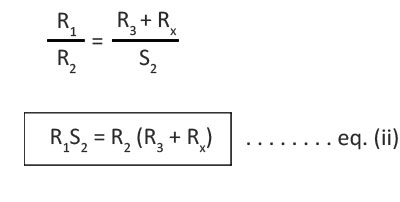 R₁/R₂ = (R₃ + Rₓ)/S₂
R₁S₂ = R₂ (R₃ + Rₓ) . . . . . . . . eq. (ii)